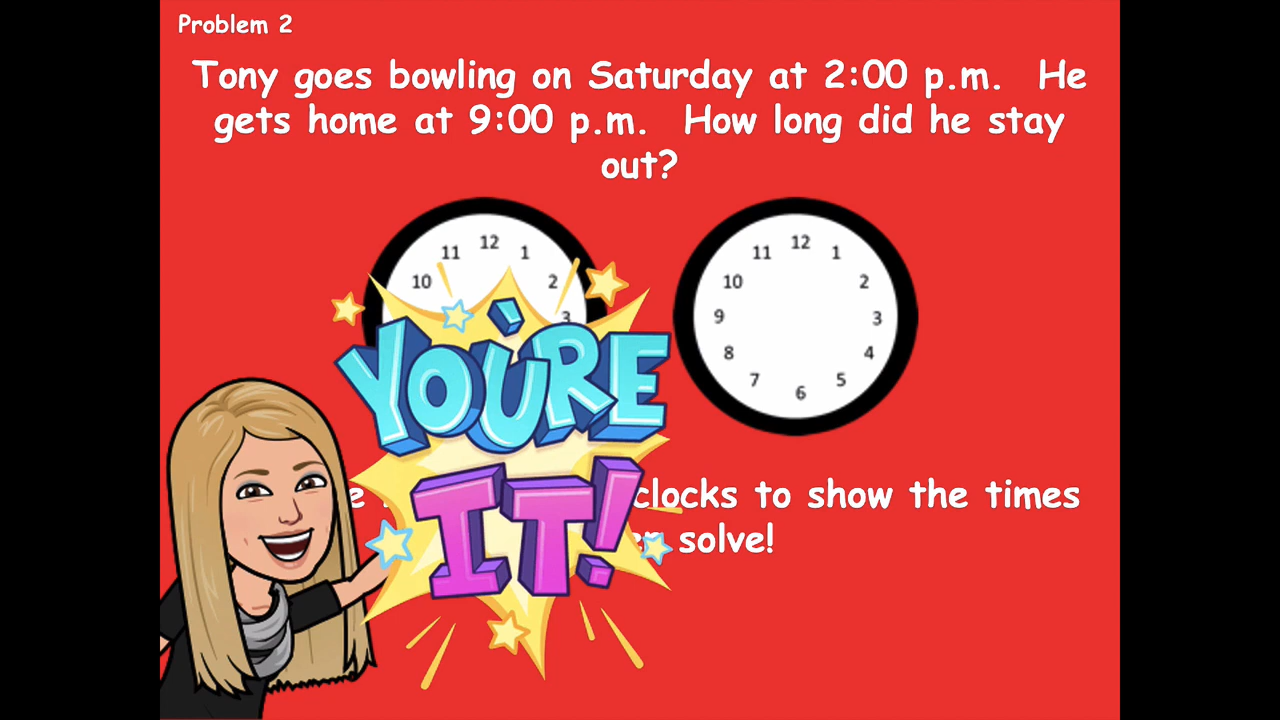 Problem 2
Tony goes bowling on Saturday at 2:00 p.m. He
gets home at 9:00 p.m. How long did he stay
out?
12
11 1
10 2
3
12
11 1
10 2
9 3
8 4
7 5
6
YOU'RE
IT!
clocks to show the times
solve!